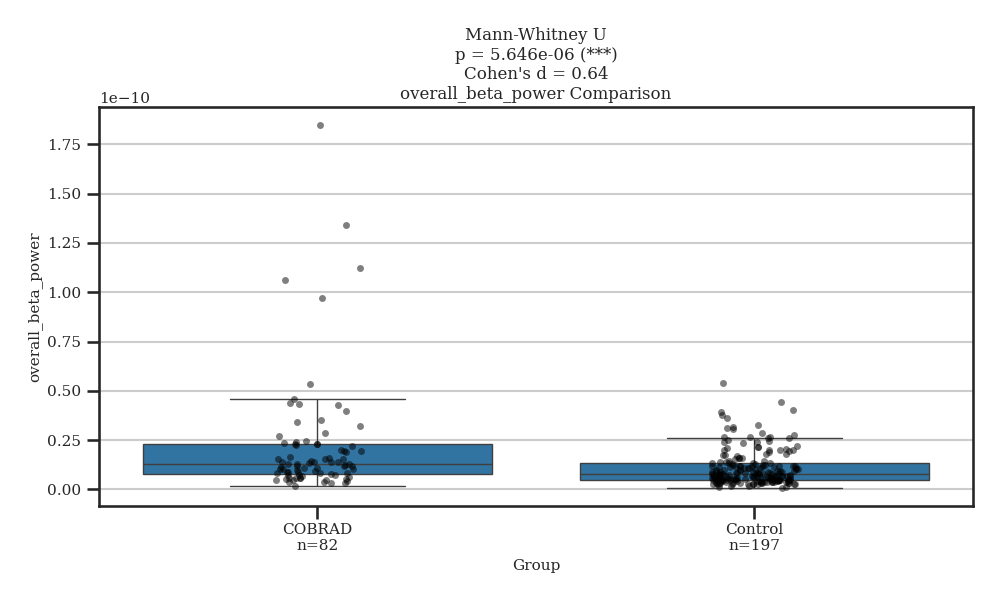 Mann-Whitney U
p = 5.646e-06 (***)
Cohen's d = 0.64
overall_beta_power Comparison
1e−10
1.75
1.50
1.25
1.00
0.75
0.50
0.25
0.00
overall_beta_power
COBRAD
n=82
Control
n=197
Group